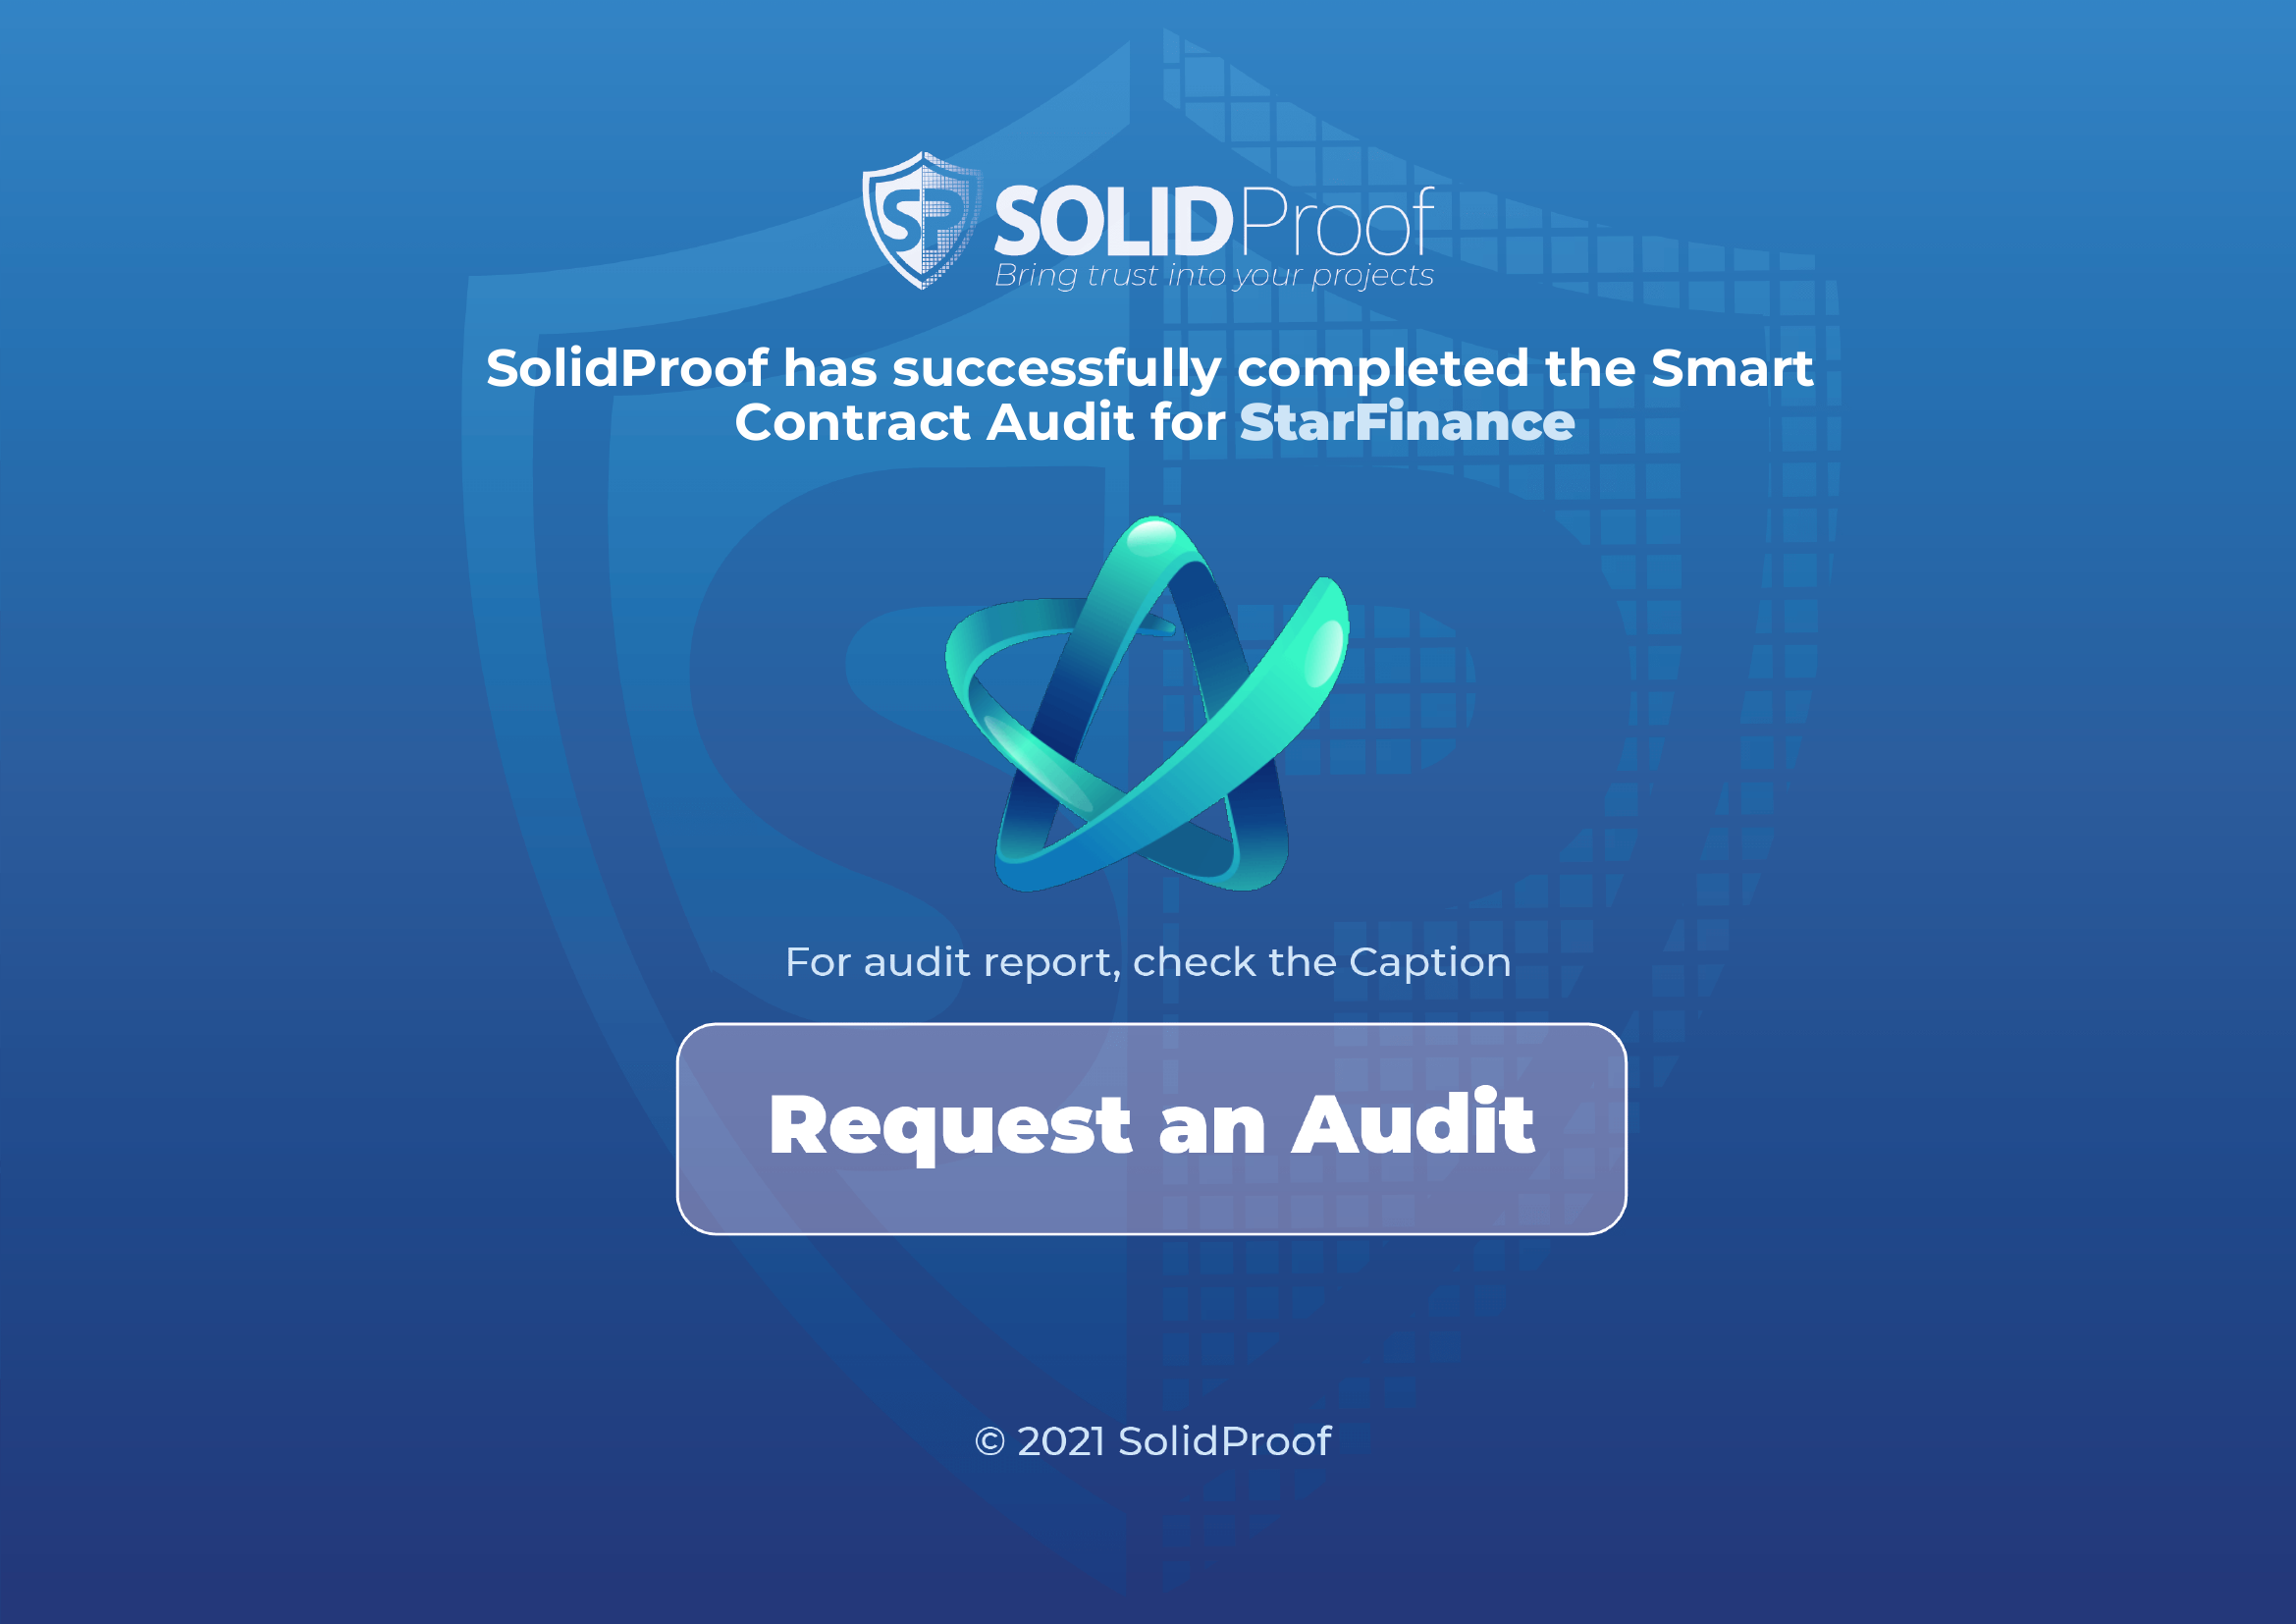 SP SOLIDProof
Bring trust into your projects
SolidProof has successfully completed the Smart
Contract Audit for StarFinance
For audit report, check the Caption
Request an Audit
© 2021 SolidProof